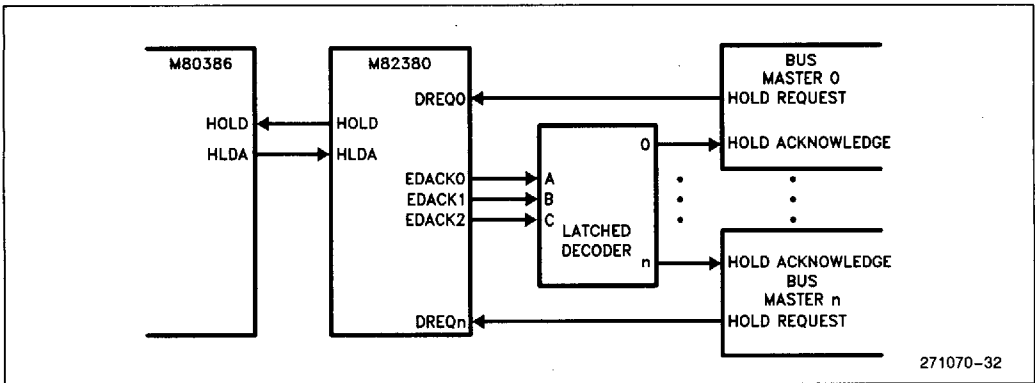 M80386
HOLD
HLDA
M82380
DREQ0
HOLD
HLDA
EDACK0
EDACK1
EDACK2
DREQn
A
B
C
0
LATCHED
DECODER
n
BUS
MASTER 0
HOLD REQUEST
HOLD ACKNOWLEDGE
HOLD ACKNOWLEDGE
BUS
MASTER n
HOLD REQUEST
271070-32